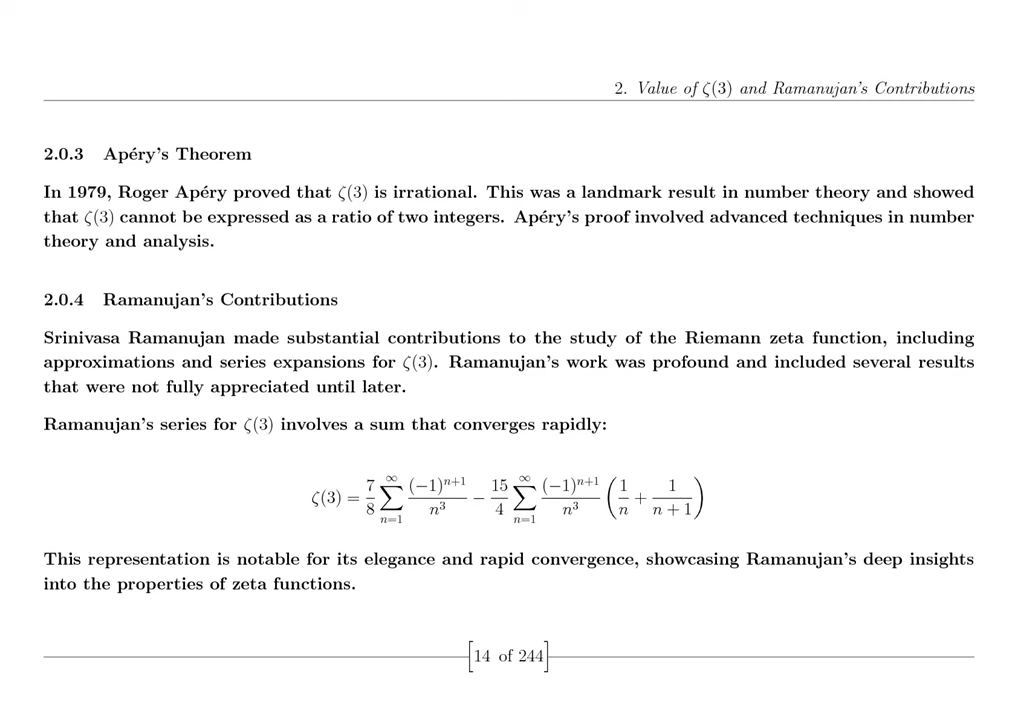 2. Value of ζ(3) and Ramanujan's Contributions
2.0.3 Apéry's Theorem
In 1979, Roger Apéry proved that ζ(3) is irrational. This was a landmark result in number theory and showed
that ζ(3) cannot be expressed as a ratio of two integers. Apéry's proof involved advanced techniques in number
theory and analysis.
2.0.4 Ramanujan's Contributions
Srinivasa Ramanujan made substantial contributions to the study of the Riemann zeta function, including
approximations and series expansions for ζ(3). Ramanujan's work was profound and included several results
that were not fully appreciated until later.
Ramanujan's series for ζ(3) involves a sum that converges rapidly:
ζ(3) = 7/8 ∑_{n=1}^{∞} (−1)^{n+1}/n^3 − 15/4 ∑_{n=1}^{∞} (−1)^{n+1}/n^3 (1/n + 1/(n+1))
This representation is notable for its elegance and rapid convergence, showcasing Ramanujan's deep insights
into the properties of zeta functions.
[14 of 244]